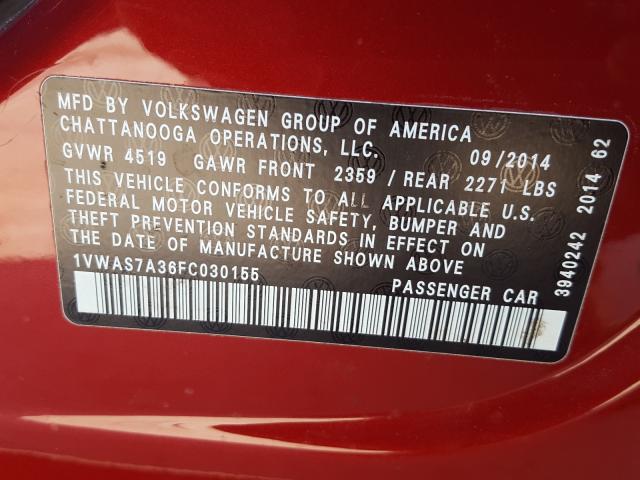 MFD BY VOLKSWAGEN GROUP OF AMERICA
CHATTANOOGA OPERATIONS, LLC. 09/2014
GVWR 4519 GAWR FRONT 2359 / REAR 2271 LBS
THIS VEHICLE CONFORMS TO ALL APPLICABLE U.S.
FEDERAL MOTOR VEHICLE SAFETY, BUMPER AND
THEFT PREVENTION STANDARDS IN EFFECT ON
THE DATE OF MANUFACTURE SHOWN ABOVE
1VWAS7A36FC030155 PASSENGER CAR
3940242 2014 62